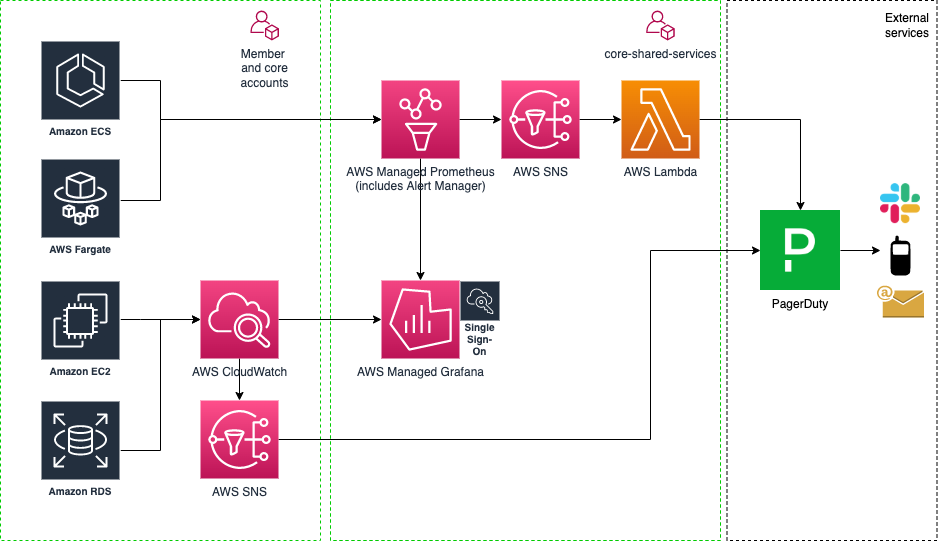 Member
and core
accounts
core-shared-services
External
services
Amazon ECS
AWS Managed Prometheus
(includes Alert Manager)
AWS SNS
AWS Lambda
AWS Fargate
PagerDuty
Amazon EC2
AWS CloudWatch
AWS Managed Grafana
Single
Sign-
On
Amazon RDS
AWS SNS